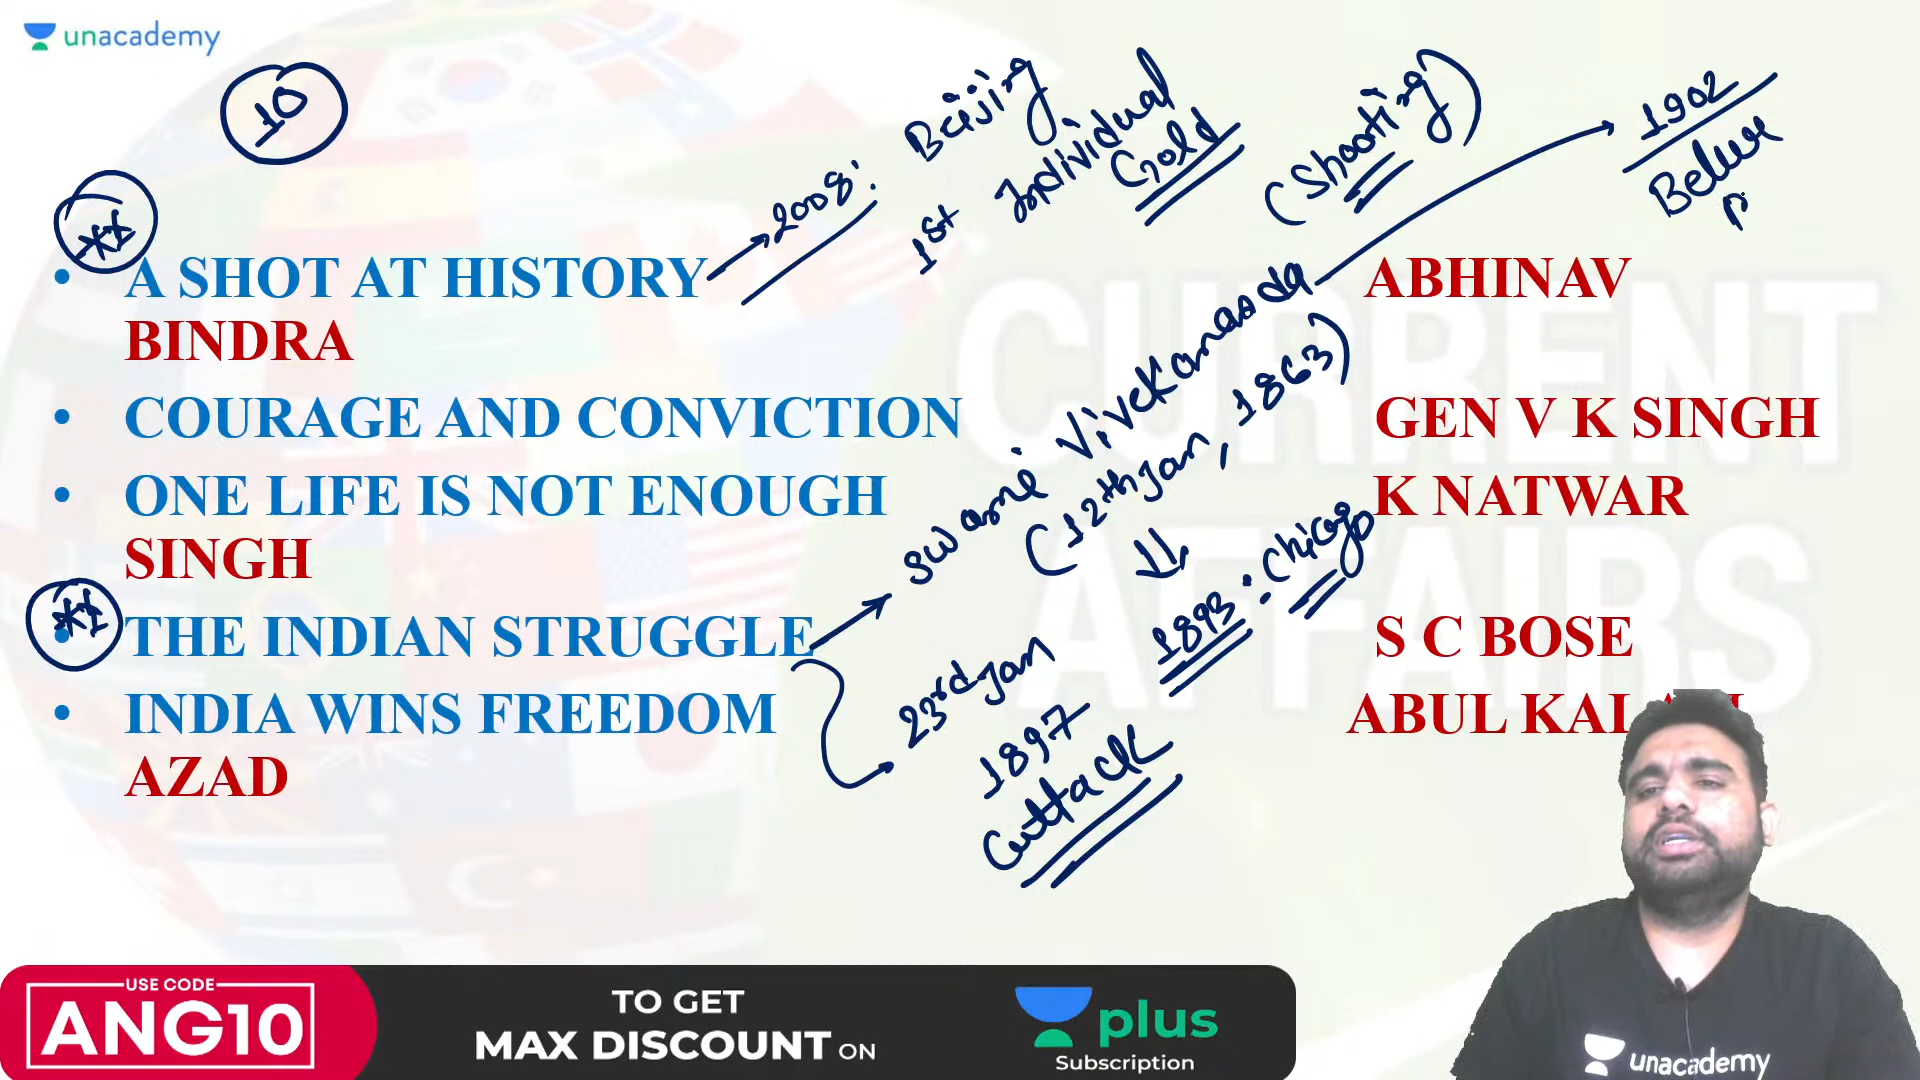 unacademy
10
2008: Beijing
1st Individual
Gold
(Shooting)
1902
Belur
**
• A SHOT AT HISTORY ABHINAV
BINDRA
• COURAGE AND CONVICTION GEN V K SINGH
• ONE LIFE IS NOT ENOUGH K NATWAR
SINGH
** THE INDIAN STRUGGLE S C BOSE
• INDIA WINS FREEDOM ABUL KAL
AZAD
Swami Vivekananda
(12th Jan, 1863)
1893: Chicago
23rd Jan
1897
Cuttack
CURRENT
AFFAIRS
USE CODE
ANG10
TO GET
MAX DISCOUNT ON
plus
Subscription
unacademy